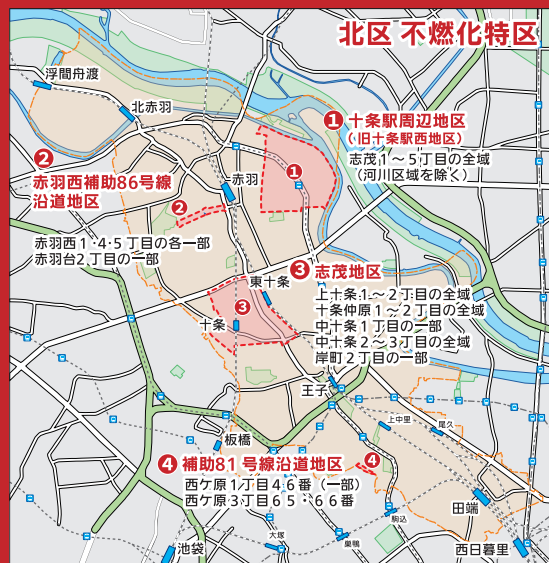 北区 不燃化特区
浮間舟渡
北赤羽
❶ 十条駅周辺地区
（旧十条駅西地区）
志茂１～５丁目の全域
（河川区域を除く）
❷
赤羽西補助86号線
沿道地区
赤羽
❶
❷
赤羽西１・４・５丁目の各一部
赤羽台２丁目の一部
❸ 志茂地区
東十条
上十条１～２丁目の全域
十条仲原１～２丁目の全域
中十条１丁目の一部
中十条２～３丁目の全域
岸町２丁目の一部
❸
十条
王子
上中里
尾久
板橋
❹ 補助81 号線沿道地区
西ケ原１丁目４６番（一部）
西ケ原３丁目６５・６６番
❹
田端
駒込
大塚
巣鴨
池袋
西日暮里